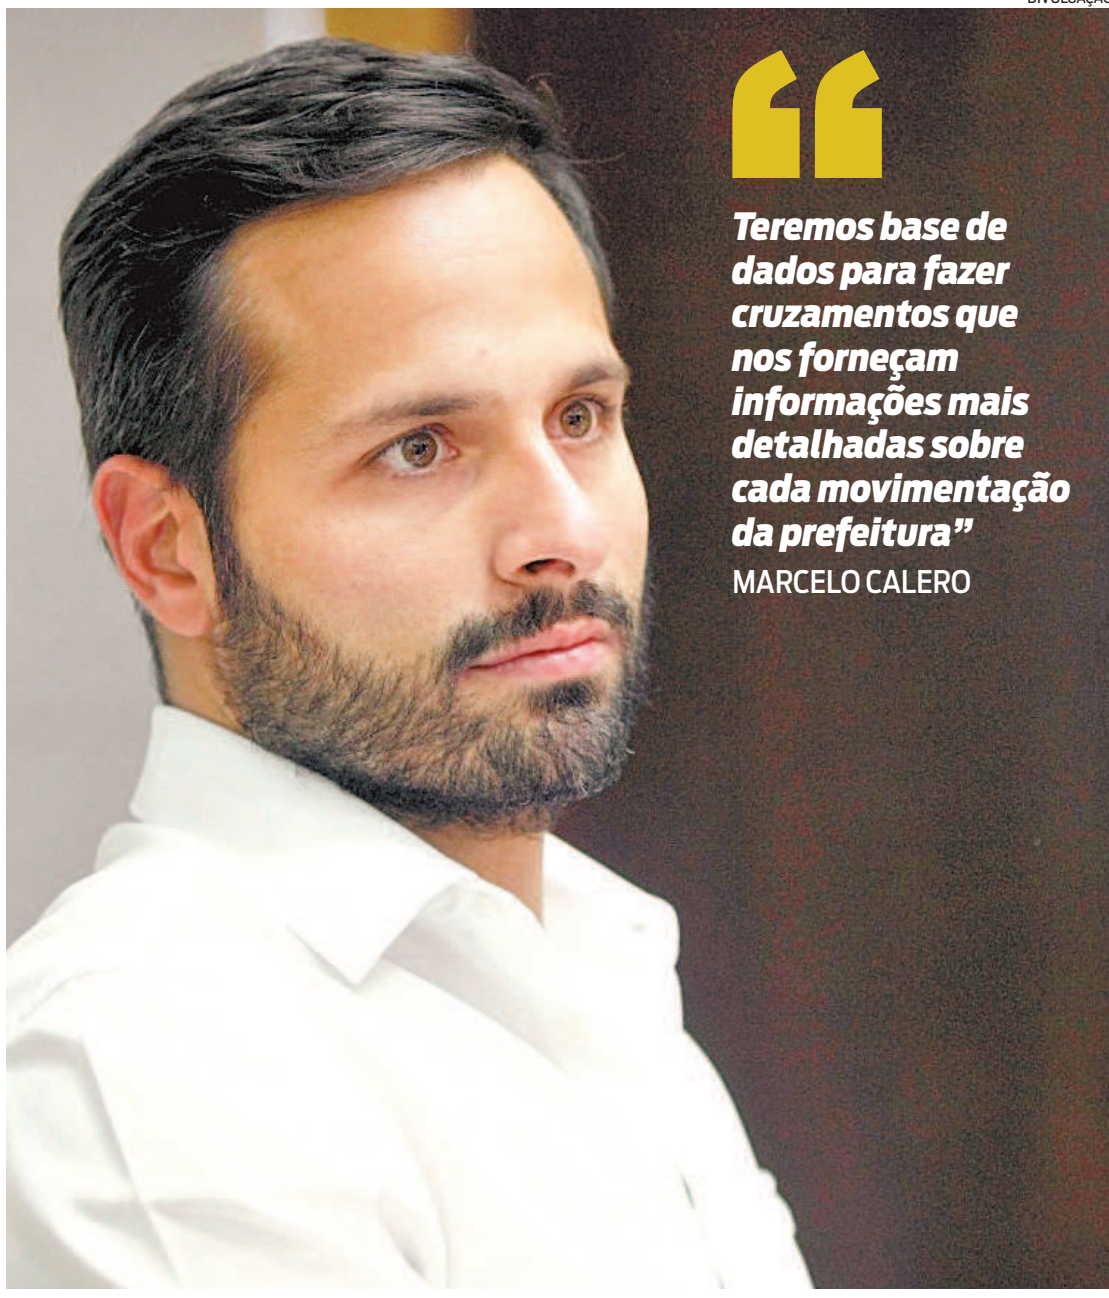 DIVULGAÇÃO
“
Teremos base de
dados para fazer
cruzamentos que
nos forneçam
informações mais
detalhadas sobre
cada movimentação
da prefeitura”
MARCELO CALERO